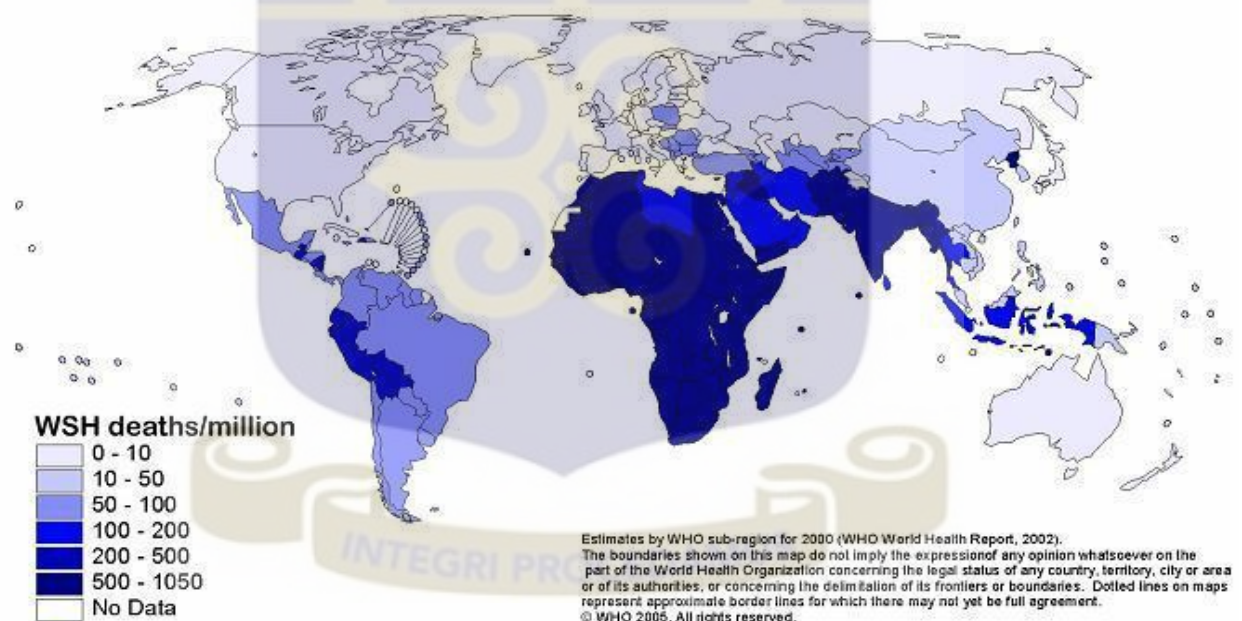 WSH deaths/million
0 - 10
10 - 50
50 - 100
100 - 200
200 - 500
500 - 1050
No Data
Estimates by WHO sub-region for 2000 (WHO World Health Report, 2002).
The boundaries shown on this map do not imply the expressionof any opinion whatsoever on the
part of the World Health Organization concerning the legal status of any country, territory, city or area
or of its authorities, or concerning the delimitation of its frontiers or boundaries. Dotted lines on maps
represent approximate border lines for which there may not yet be full agreement.
© WHO 2005. All rights reserved.
INTEGRI PRO